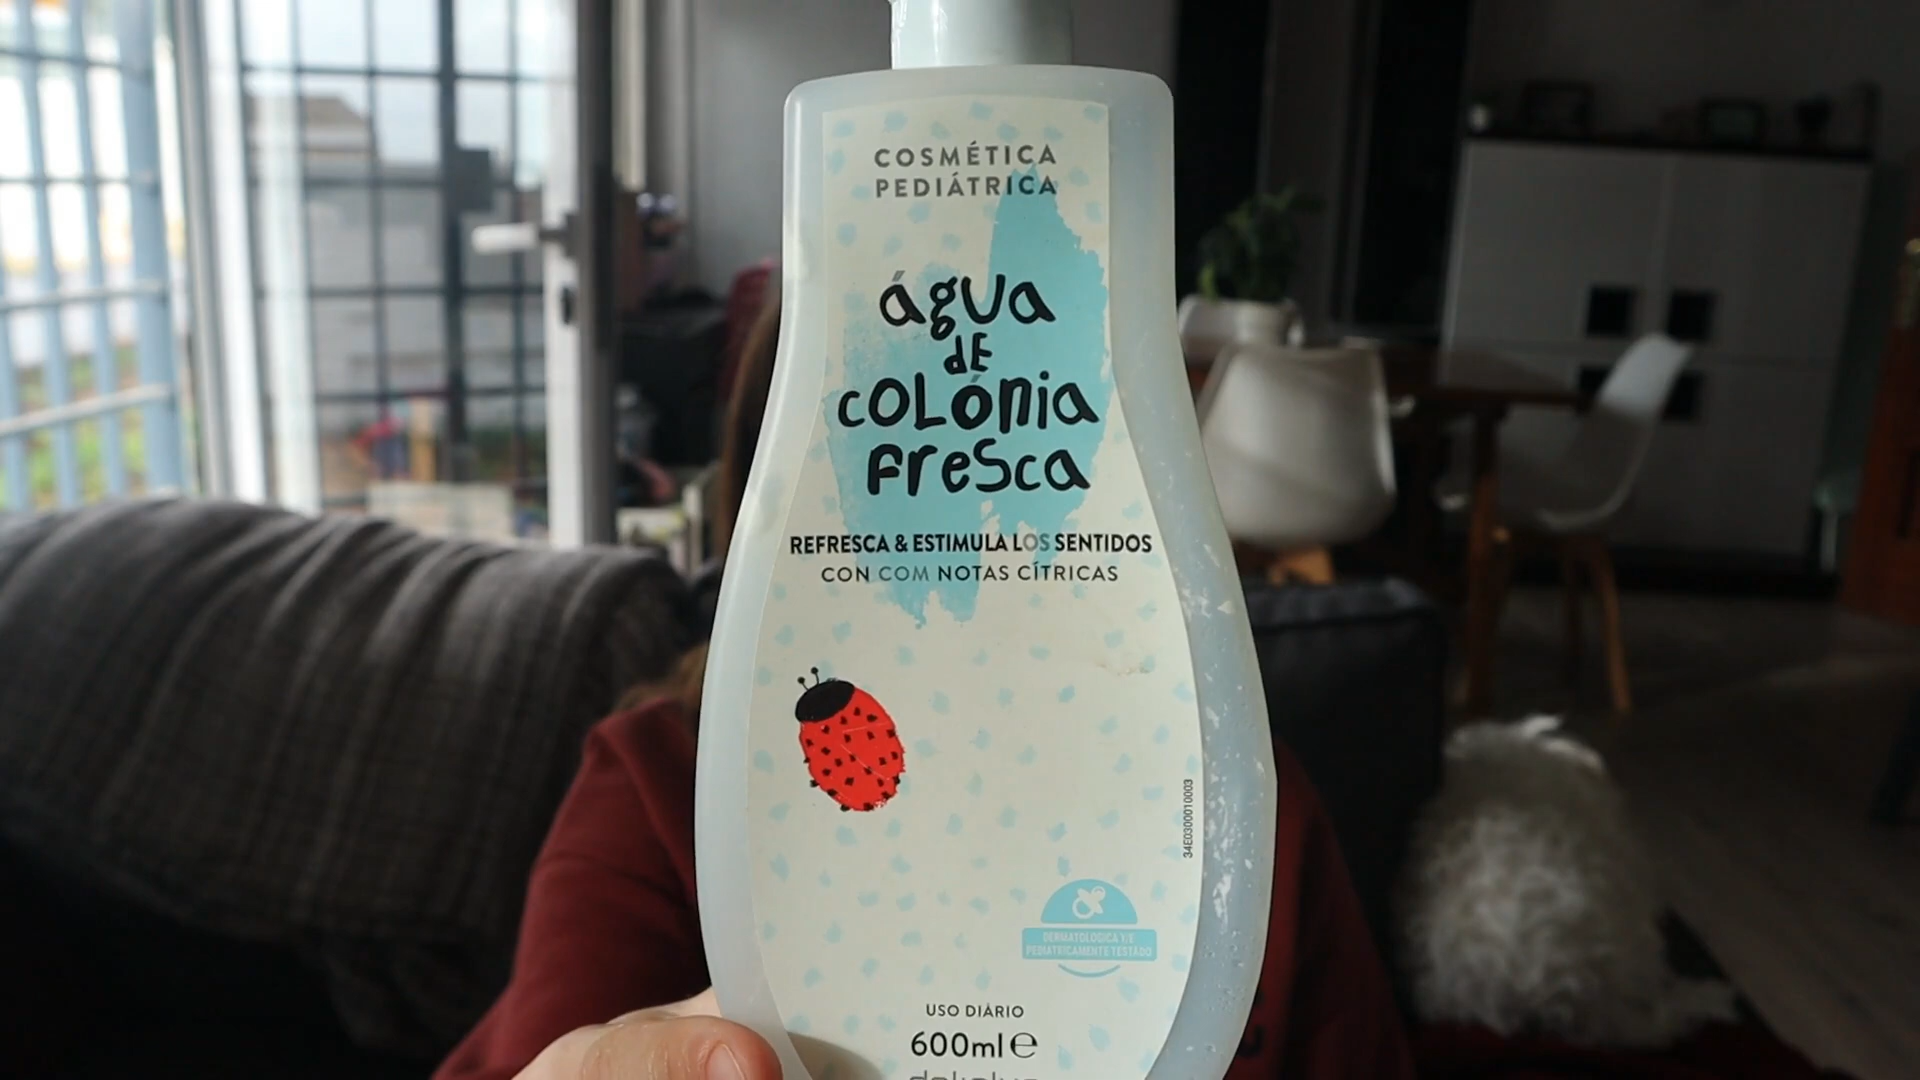 COSMÉTICA
PEDIÁTRICA
água
dE
coLónia
freSca
REFRESCA & ESTIMULA LOS SENTIDOS
CON COM NOTAS CÍTRICAS
34E0300010003
DERMATOLÓGICA Y/E
PEDIATRICAMENTE TESTADO
USO DIÁRIO
600ml e